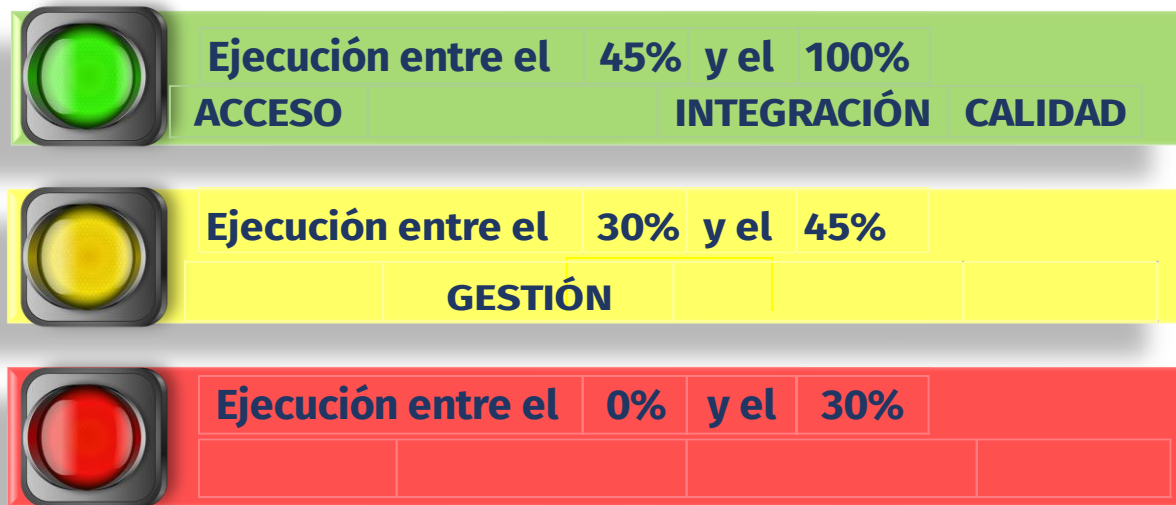 Ejecución entre el 45% y el 100%
ACCESO INTEGRACIÓN CALIDAD
Ejecución entre el 30% y el 45%
GESTIÓN
Ejecución entre el 0% y el 30%